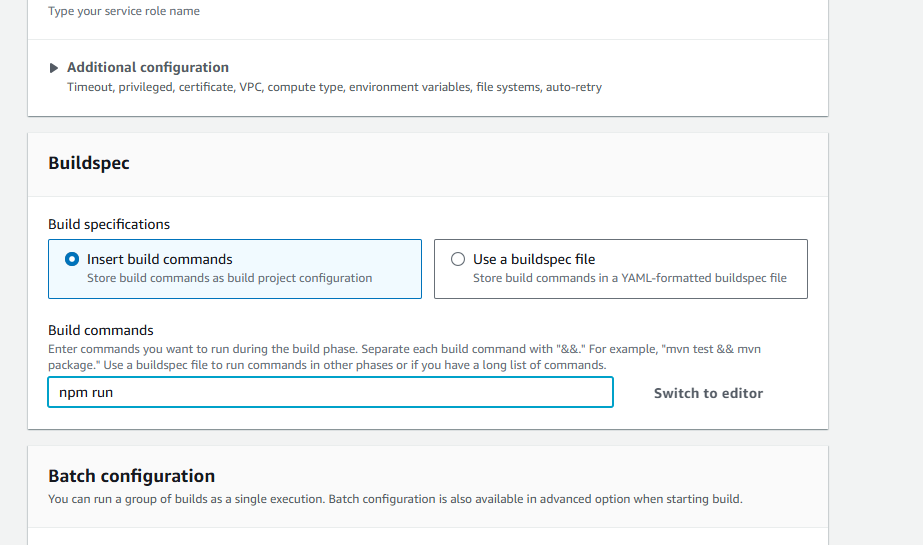 Type your service role name
Additional configuration
Timeout, privileged, certificate, VPC, compute type, environment variables, file systems, auto-retry
Buildspec
Build specifications
Insert build commands
Store build commands as build project configuration
Use a buildspec file
Store build commands in a YAML-formatted buildspec file
Build commands
Enter commands you want to run during the build phase. Separate each build command with "&&." For example, "mvn test && mvn
package." Use a buildspec file to run commands in other phases or if you have a long list of commands.
npm run
Switch to editor
Batch configuration
You can run a group of builds as a single execution. Batch configuration is also available in advanced option when starting build.